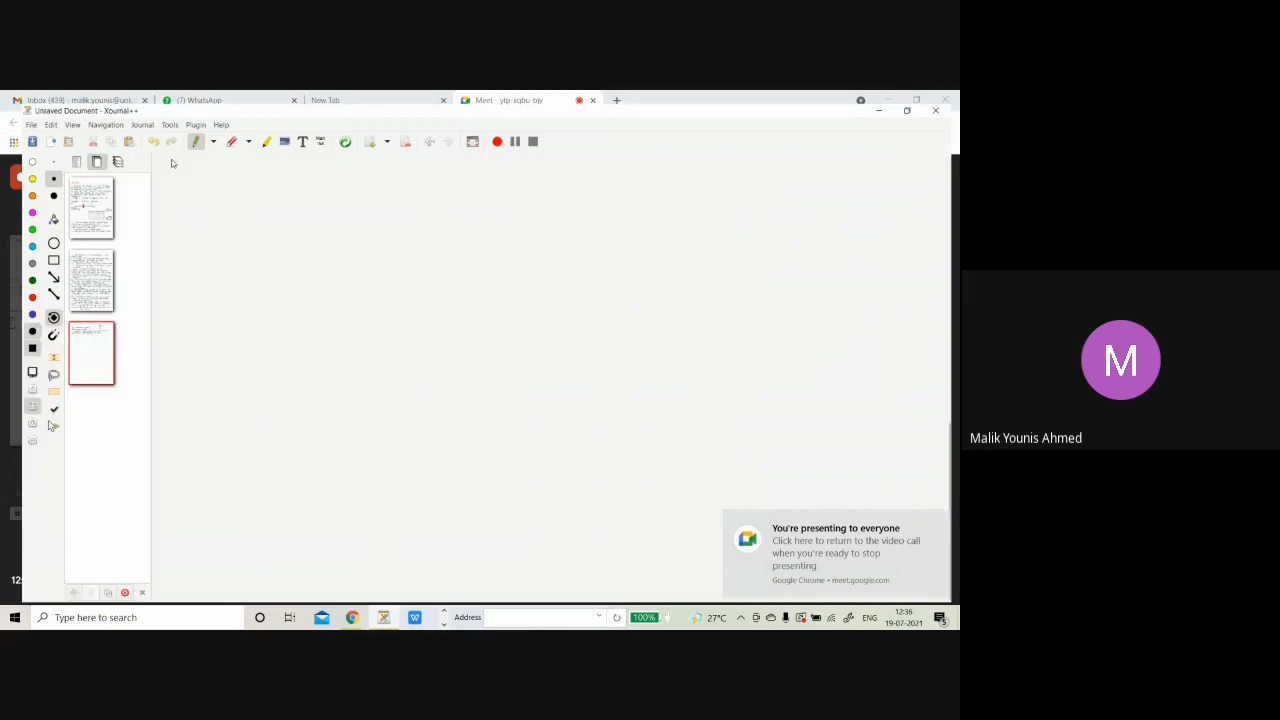 Inbox (439) - malik.younis@uok.
(7) WhatsApp
New Tab
Meet - ytp-xqbu-bjy
Unsaved Document - Xournal++
File Edit View Navigation Journal Tools Plugin Help
You're presenting to everyone
Click here to return to the video call
when you're ready to stop
presenting
Google Chrome • meet.google.com
Malik Younis Ahmed
M
12:
Type here to search
Address
100%
27°C
ENG
12:36
19-07-2021
5